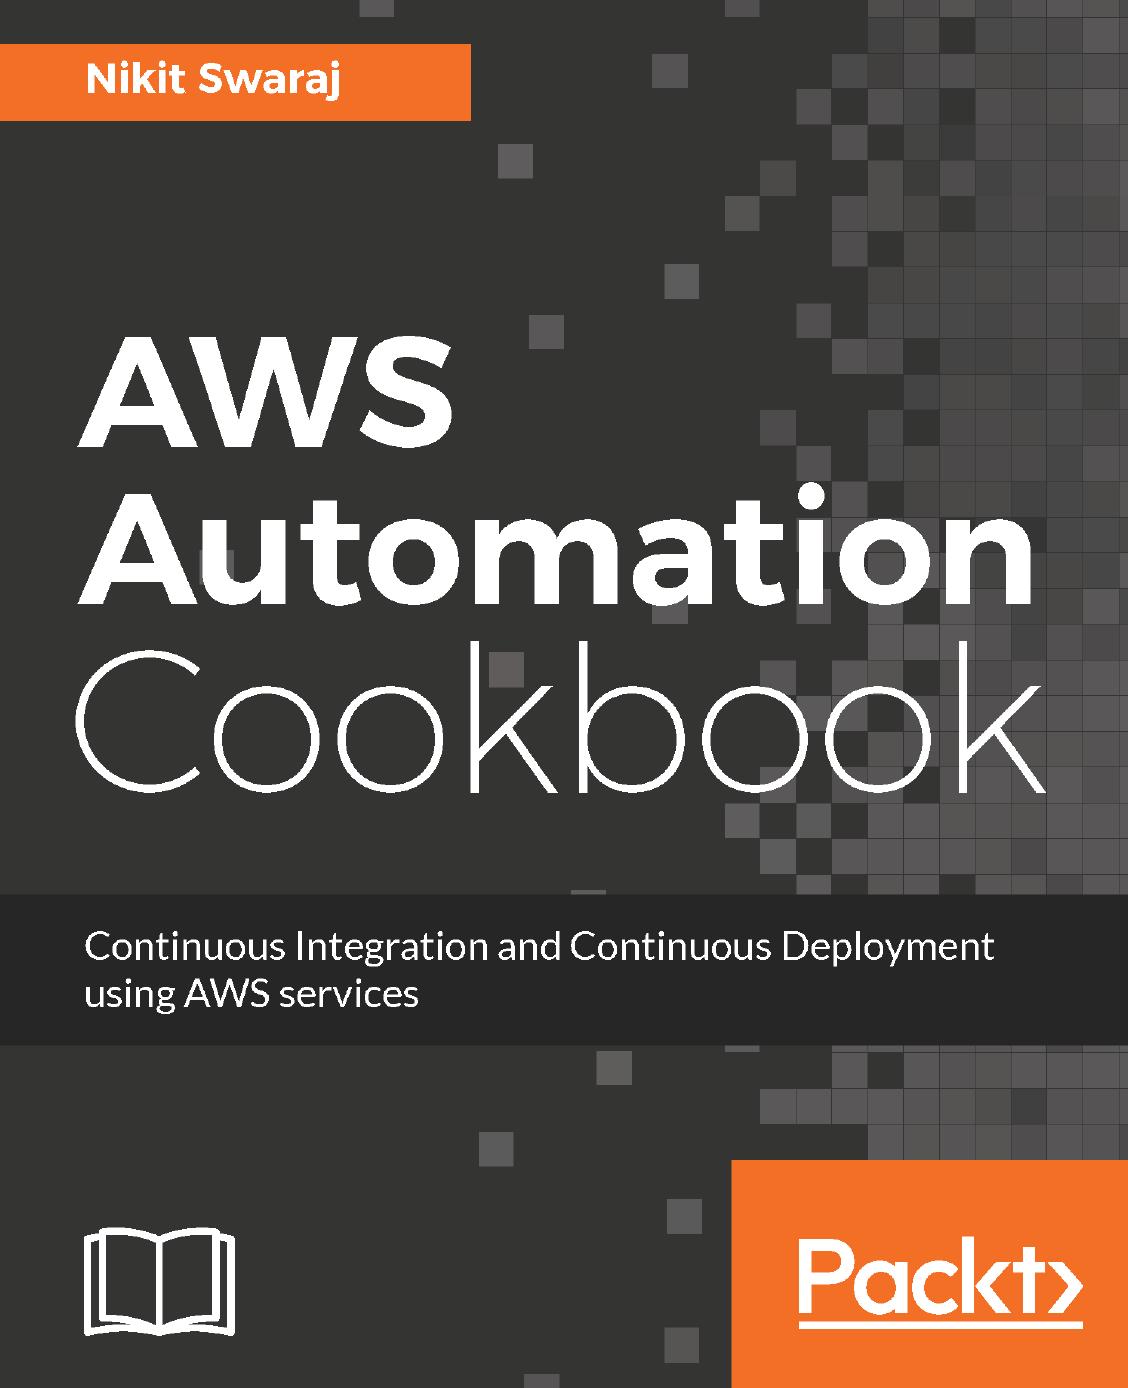 Nikit Swaraj
AWS
Automation
Cookbook
Continuous Integration and Continuous Deployment
using AWS services
Packt